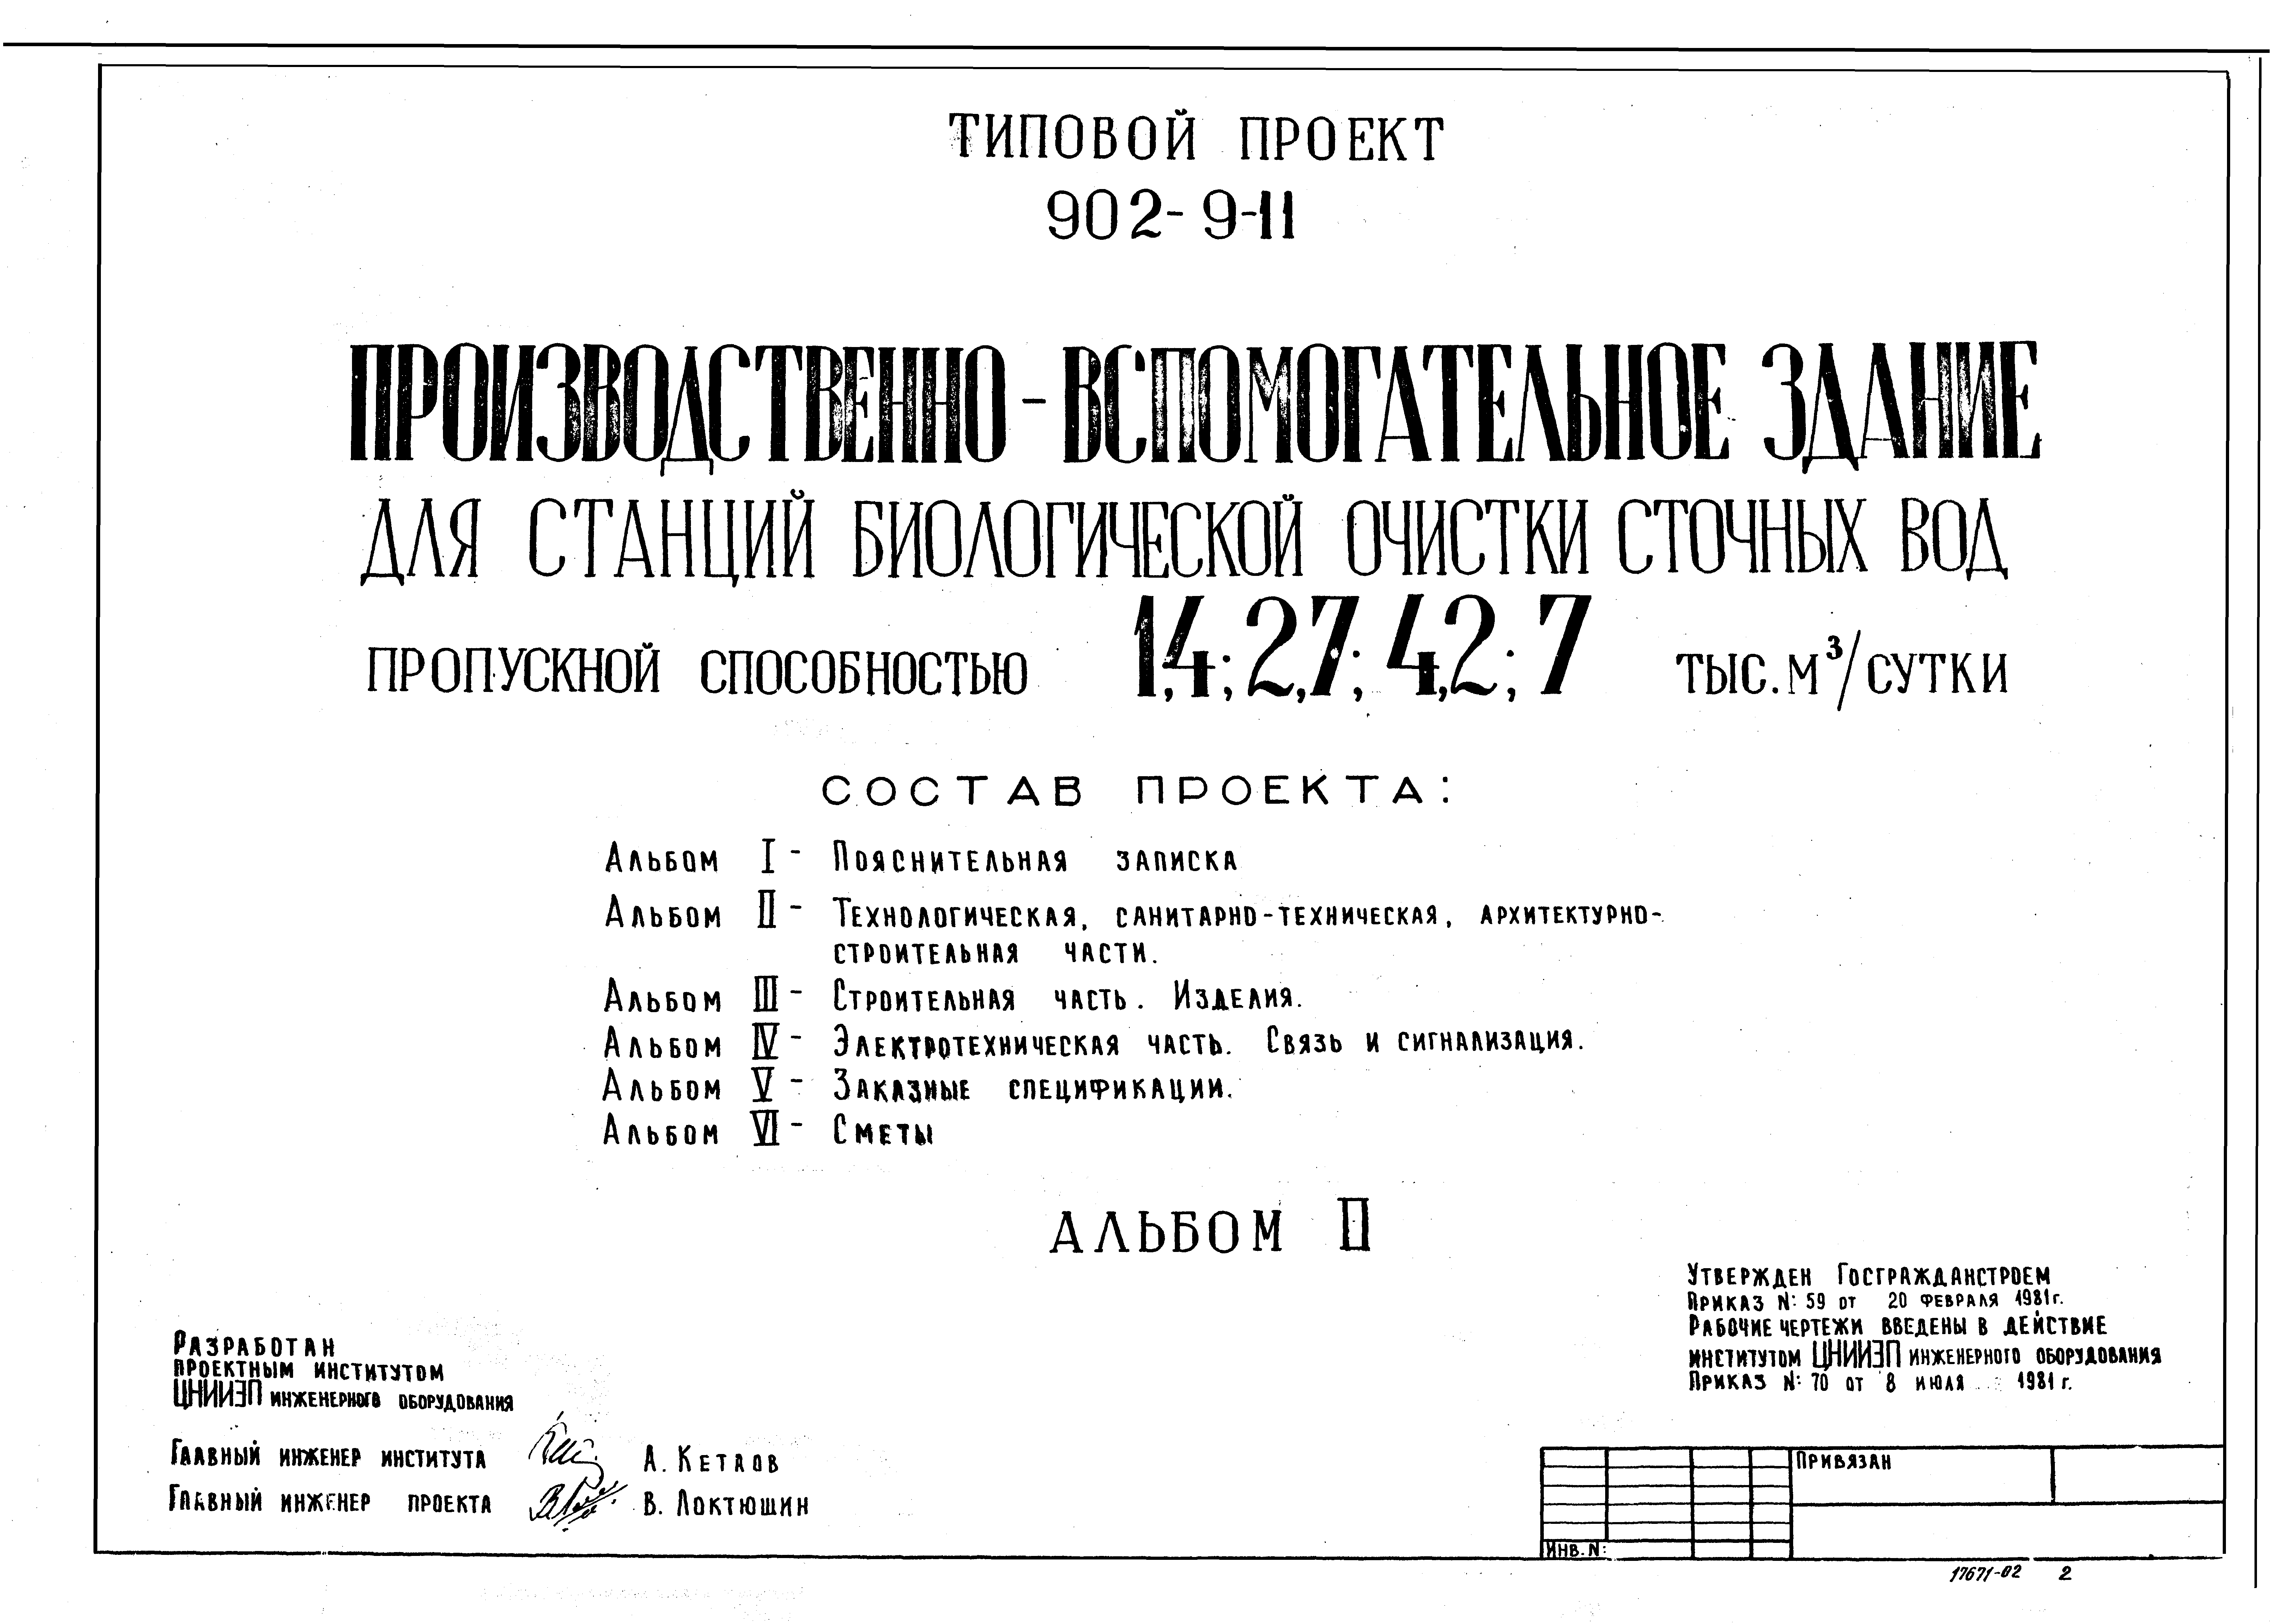 ТИПОВОЙ ПРОЕКТ
902-9-11
ПРОИЗВОДСТВЕННО - ВСПОМОГАТЕЛЬНОЕ ЗДАНИЕ
ДЛЯ СТАНЦИЙ БИОЛОГИЧЕСКОЙ ОЧИСТКИ СТОЧНЫХ ВОД
ПРОПУСКНОЙ СПОСОБНОСТЬЮ 1,4; 2,7; 4,2; 7 ТЫС. М³/СУТКИ
СОСТАВ ПРОЕКТА:
АЛЬБОМ I - ПОЯСНИТЕЛЬНАЯ ЗАПИСКА
АЛЬБОМ II - ТЕХНОЛОГИЧЕСКАЯ, САНИТАРНО-ТЕХНИЧЕСКАЯ, АРХИТЕКТУРНО-
СТРОИТЕЛЬНАЯ ЧАСТИ.
АЛЬБОМ III - СТРОИТЕЛЬНАЯ ЧАСТЬ. ИЗДЕЛИЯ.
АЛЬБОМ IV - ЭЛЕКТРОТЕХНИЧЕСКАЯ ЧАСТЬ. СВЯЗЬ И СИГНАЛИЗАЦИЯ.
АЛЬБОМ V - ЗАКАЗНЫЕ СПЕЦИФИКАЦИИ.
АЛЬБОМ VI - СМЕТЫ
АЛЬБОМ II
РАЗРАБОТАН
ПРОЕКТНЫМ ИНСТИТУТОМ
ЦНИИЭП ИНЖЕНЕРНОГО ОБОРУДОВАНИЯ
ГЛАВНЫЙ ИНЖЕНЕР ИНСТИТУТА А. КЕТАОВ
ГЛАВНЫЙ ИНЖЕНЕР ПРОЕКТА В. ЛОКТЮШИН
УТВЕРЖДЕН ГОСГРАЖДАНСТРОЕМ
ПРИКАЗ N: 59 ОТ 20 ФЕВРАЛЯ 1981г.
РАБОЧИЕ ЧЕРТЕЖИ ВВЕДЕНЫ В ДЕЙСТВИЕ
ИНСТИТУТОМ ЦНИИЭП ИНЖЕНЕРНОГО ОБОРУДОВАНИЯ
ПРИКАЗ N: 70 ОТ 8 ИЮЛЯ 1981 г.
ПРИВЯЗАН
ИНВ. N:
17671-02 2